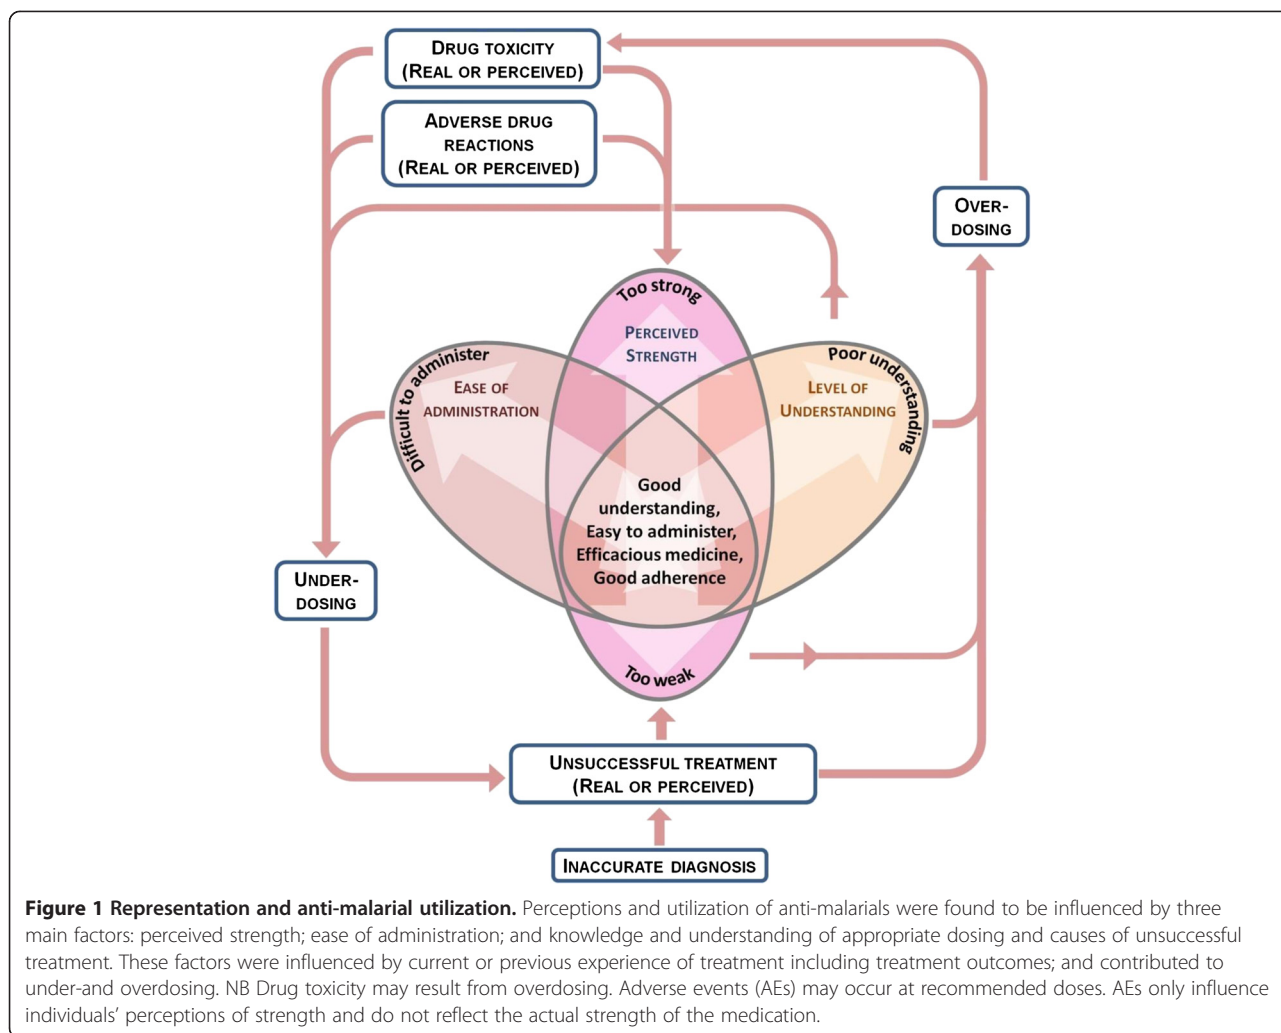 DRUG TOXICITY
(REAL OR PERCEIVED)
ADVERSE DRUG
REACTIONS
(REAL OR PERCEIVED)
OVER-
DOSING
Too strong
PERCEIVED
STRENGTH
Difficult to administer
EASE OF
ADMINISTRATION
Poor understanding
LEVEL OF
UNDERSTANDING
Good
understanding,
Easy to administer,
Efficacious medicine,
Good adherence
UNDER-
DOSING
Too weak
UNSUCCESSFUL TREATMENT
(REAL OR PERCEIVED)
INACCURATE DIAGNOSIS
Figure 1 Representation and anti-malarial utilization. Perceptions and utilization of anti-malarials were found to be influenced by three
main factors: perceived strength; ease of administration; and knowledge and understanding of appropriate dosing and causes of unsuccessful
treatment. These factors were influenced by current or previous experience of treatment including treatment outcomes; and contributed to
under-and overdosing. NB Drug toxicity may result from overdosing. Adverse events (AEs) may occur at recommended doses. AEs only influence
individuals’ perceptions of strength and do not reflect the actual strength of the medication.